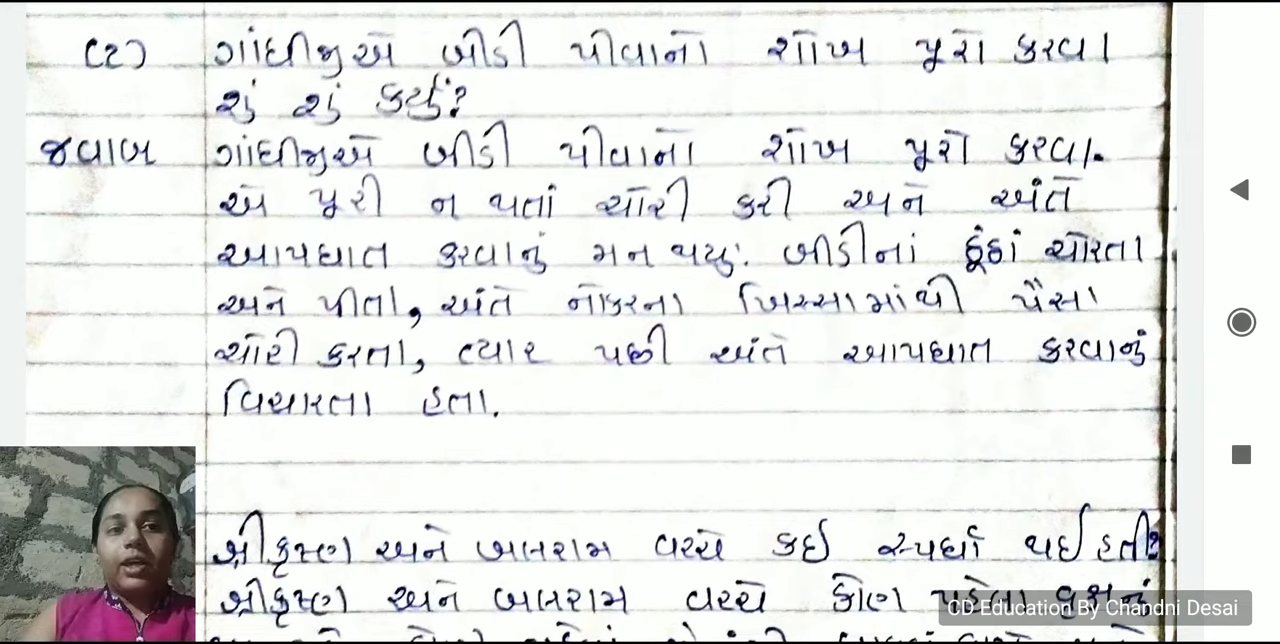 (૨) ગાંધીજીએ બીડી પીવાનો શોખ પૂરો કરવા
શું શું કર્યું?
જવાબ ગાંધીજીએ બીડી પીવાનો શોખ પૂરો કરવા.
એ પૂરી ન થતાં ચોરી કરી અને અંતે
આપઘાત કરવાનું મન થયુ. બીડીનાં ઠૂંઠાં ચોરતા
અને પીતા, અંતે નોકરના ખિસ્સામાંથી પૈસા
ચોરી કરતા, ત્યાર પછી અંતે આપઘાત કરવાનું
વિચારતા હતા.
શ્રીકૃષ્ણ અને બલરામ વચ્ચે કઈ સ્પર્ધા થઈ હતી?
શ્રીકૃષ્ણ અને બલરામ વચ્ચે કોણ પહેલા
CD Education By Chandni Desai